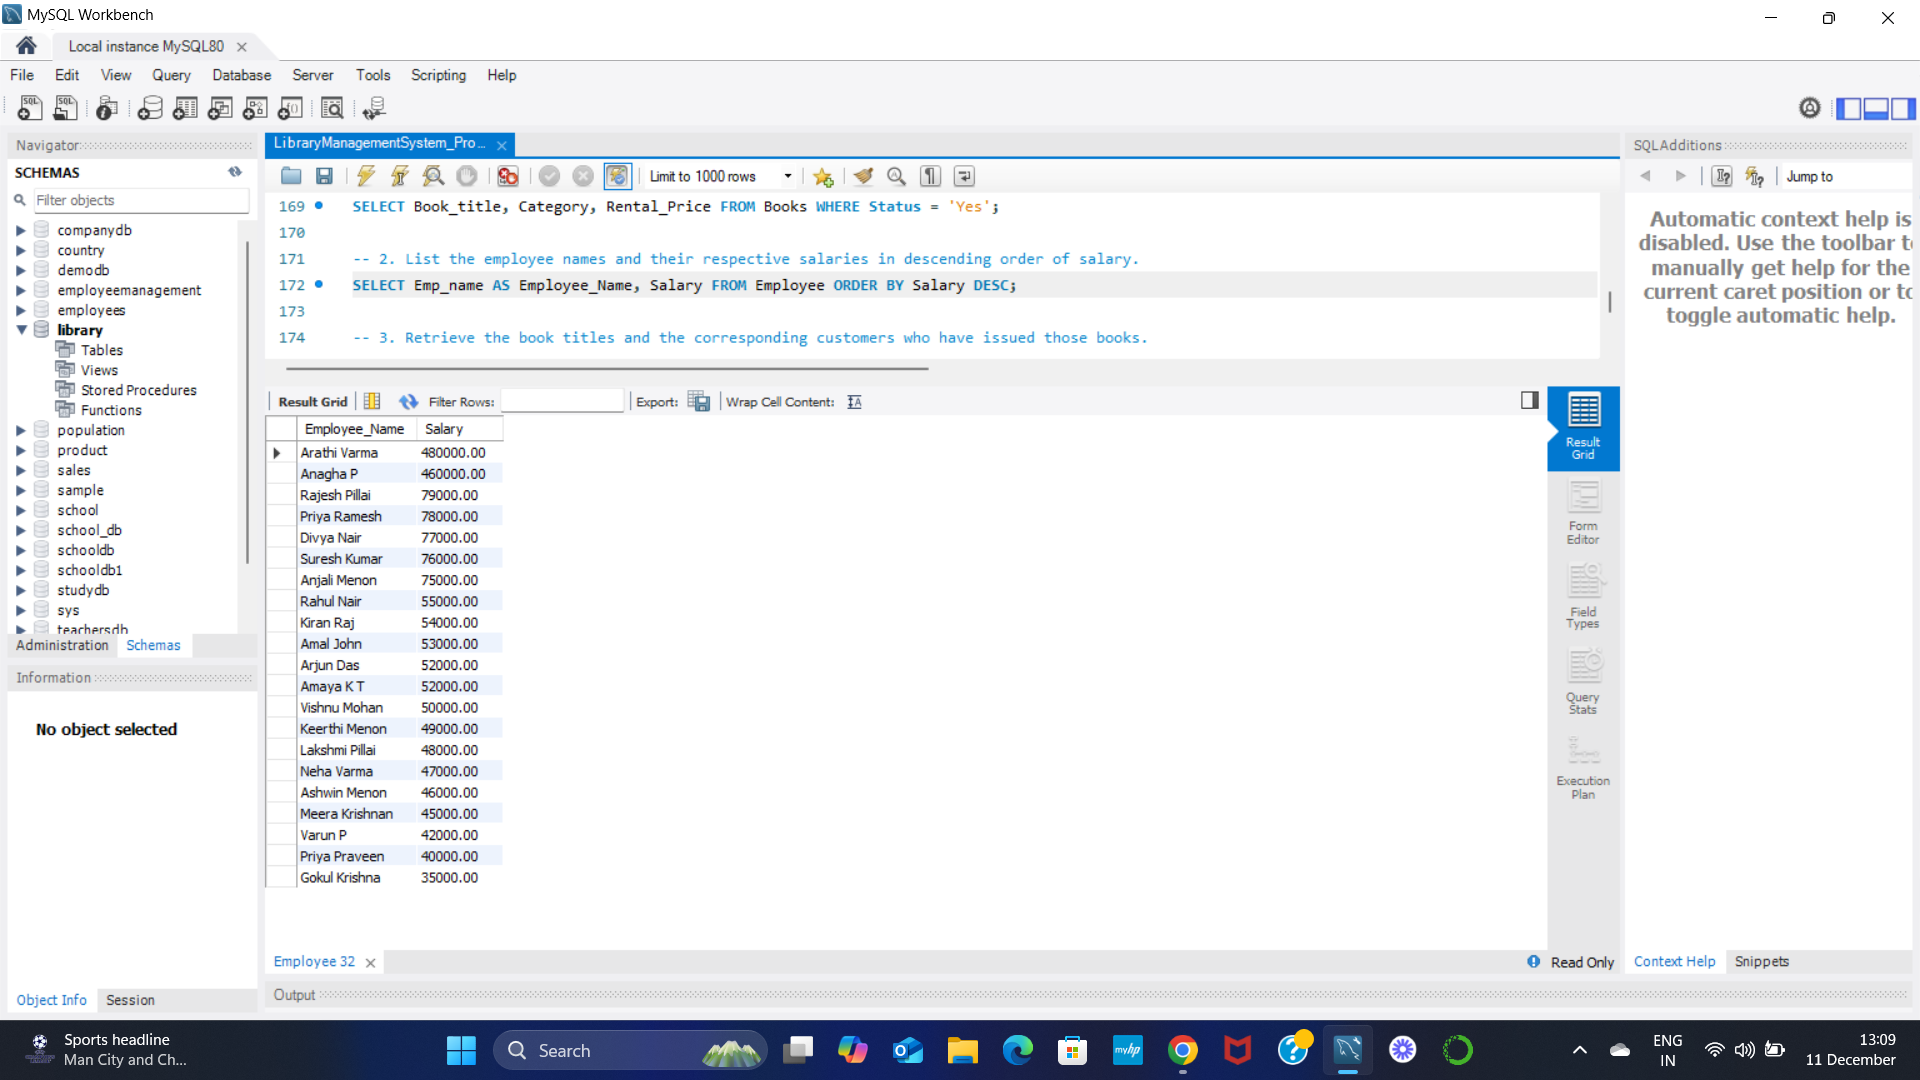 MySQL Workbench
Local instance MySQL80
File Edit View Query Database Server Tools Scripting Help
Navigator
SCHEMAS
Filter objects
companydb
country
demodb
employeemanagement
employees
library
Tables
Views
Stored Procedures
Functions
population
product
sales
sample
school
school_db
schooldb
schooldb1
studydb
sys
teachersdb
Administration Schemas
Information
No object selected
Object Info Session
LibraryManagementSystem_Pro...
Limit to 1000 rows
169 SELECT Book_title, Category, Rental_Price FROM Books WHERE Status = 'Yes';
170
171 -- 2. List the employee names and their respective salaries in descending order of salary.
172 SELECT Emp_name AS Employee_Name, Salary FROM Employee ORDER BY Salary DESC;
173
174 -- 3. Retrieve the book titles and the corresponding customers who have issued those books.
Result Grid Filter Rows: Export: Wrap Cell Content:
Employee_Name Salary
Arathi Varma 480000.00
Anagha P 460000.00
Rajesh Pillai 79000.00
Priya Ramesh 78000.00
Divya Nair 77000.00
Suresh Kumar 76000.00
Anjali Menon 75000.00
Rahul Nair 55000.00
Kiran Raj 54000.00
Amal John 53000.00
Arjun Das 52000.00
Amaya K T 52000.00
Vishnu Mohan 50000.00
Keerthi Menon 49000.00
Lakshmi Pillai 48000.00
Neha Varma 47000.00
Ashwin Menon 46000.00
Meera Krishnan 45000.00
Varun P 42000.00
Priya Praveen 40000.00
Gokul Krishna 35000.00
Result
Grid
Form
Editor
Field
Types
Query
Stats
Execution
Plan
Employee 32
Read Only
Output
SQLAdditions
Jump to
Automatic context help is
disabled. Use the toolbar to
manually get help for the
current caret position or to
toggle automatic help.
Context Help Snippets
Sports headline
Man City and Ch...
Search
myhp
ENG
IN
13:09
11 December